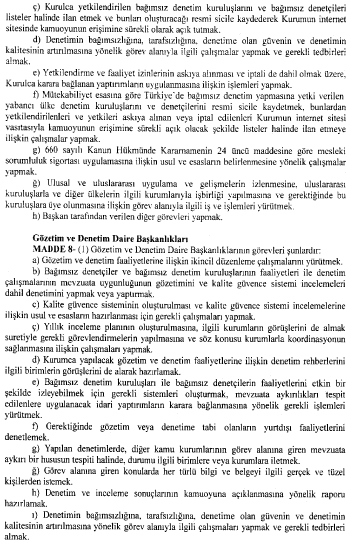 ç) Kurulca yetkilendirilen bağımsız denetim kuruluşlarını ve bağımsız denetçileri
listeler halinde ilan etmek ve bunları oluşturacağı resmi sicile kaydederek Kurumun internet
sitesinde kamuoyunun erişimine sürekli olarak açık tutmak.
d) Denetimin bağımsızlığına, tarafsızlığına, denetime olan güvenin ve denetimin
kalitesinin artırılmasına yönelik görev alanıyla ilgili çalışmalar yapmak ve gerekli tedbirleri
almak.
e) Yetkilendirme ve faaliyet izinlerinin askıya alınması ve iptali de dahil olmak üzere,
Kurulca karara bağlanan yaptırımların uygulanmasına ilişkin işlemleri yapmak.
f) Mütekabiliyet esasına göre Türkiye'de bağımsız denetim yapmasına yetki verilen
yabancı ülke denetim kuruluşlarını ve denetçilerini resmi sicile kaydetmek, bunlardan
yetkilendirilenleri ve yetkileri askıya alınan veya iptal edilenleri Kurumun internet sitesi
vasıtasıyla kamuoyunun erişimine sürekli açık olacak şekilde listeler halinde ilan etmeye
ilişkin çalışmalar yapmak.
g) 660 sayılı Kanun Hükmünde Kararnamenin 24 üncü maddesine göre mesleki
sorumluluk sigortası uygulamasına ilişkin usul ve esasların belirlenmesine yönelik çalışmalar
yapmak.
ğ) Ulusal ve uluslararası uygulama ve gelişmelerin izlenmesine, uluslararası
kuruluşlarla ve diğer ülkelerin ilgili kurumlarıyla işbirliği yapılmasına ve gerektiğinde bu
kuruluşlara üye olunmasına ilişkin görev alanıyla ilgili iş ve işlemleri yürütmek.
h) Başkan tarafından verilen diğer görevleri yapmak.
Gözetim ve Denetim Daire Başkanlıkları
MADDE 8- (1) Gözetim ve Denetim Daire Başkanlıklarının görevleri şunlardır:
a) Gözetim ve denetim faaliyetlerine ilişkin ikincil düzenleme çalışmalarını yürütmek.
b) Bağımsız denetçiler ve bağımsız denetim kuruluşlarının faaliyetleri ile denetim
çalışmalarının mevzuata uygunluğunun gözetimini ve kalite güvence sistemi incelemeleri
dahil denetimini yapmak veya yaptırmak.
c) Kalite güvence sisteminin oluşturulması ve kalite güvence sistemi incelemelerine
ilişkin usul ve esasların hazırlanması için gerekli çalışmaları yapmak.
ç) Yıllık inceleme planının oluşturulmasına, ilgili kurumların görüşlerini de almak
suretiyle gerekli görevlendirmelerin yapılmasına ve söz konusu kurumlarla koordinasyonun
sağlanmasına ilişkin çalışmaları yapmak.
d) Kurumca yapılacak gözetim ve denetim faaliyetlerine ilişkin denetim rehberlerini
ilgili birimlerin görüşlerini de alarak hazırlamak.
e) Bağımsız denetim kuruluşları ile bağımsız denetçilerin faaliyetlerini etkin bir
şekilde izleyebilmek için gerekli sistemleri oluşturmak, mevzuata aykırılıkları tespit
edilenlere uygulanacak idari yaptırımların karara bağlanmasına yönelik gerekli işlemleri
yürütmek.
f) Gerektiğinde gözetim veya denetime tabi olanların yurtdışı faaliyetlerini
denetlemek.
g) Yapılan denetimlerde, diğer kamu kurumlarının görev alanına giren mevzuata
aykırı bir hususun tespiti halinde, durumu ilgili birimlere veya kurumlara iletmek.
ğ) Görev alanına giren konularda her türlü bilgi ve belgeyi ilgili gerçek ve tüzel
kişilerden istemek.
h) Denetim ve inceleme sonuçlarının kamuoyuna açıklanmasına yönelik raporu
hazırlamak.
ı) Denetimin bağımsızlığına, tarafsızlığına, denetime olan güvenin ve denetimin
kalitesinin artırılmasına yönelik görev alanıyla ilgili çalışmaları yapmak ve gerekli tedbirleri
almak.